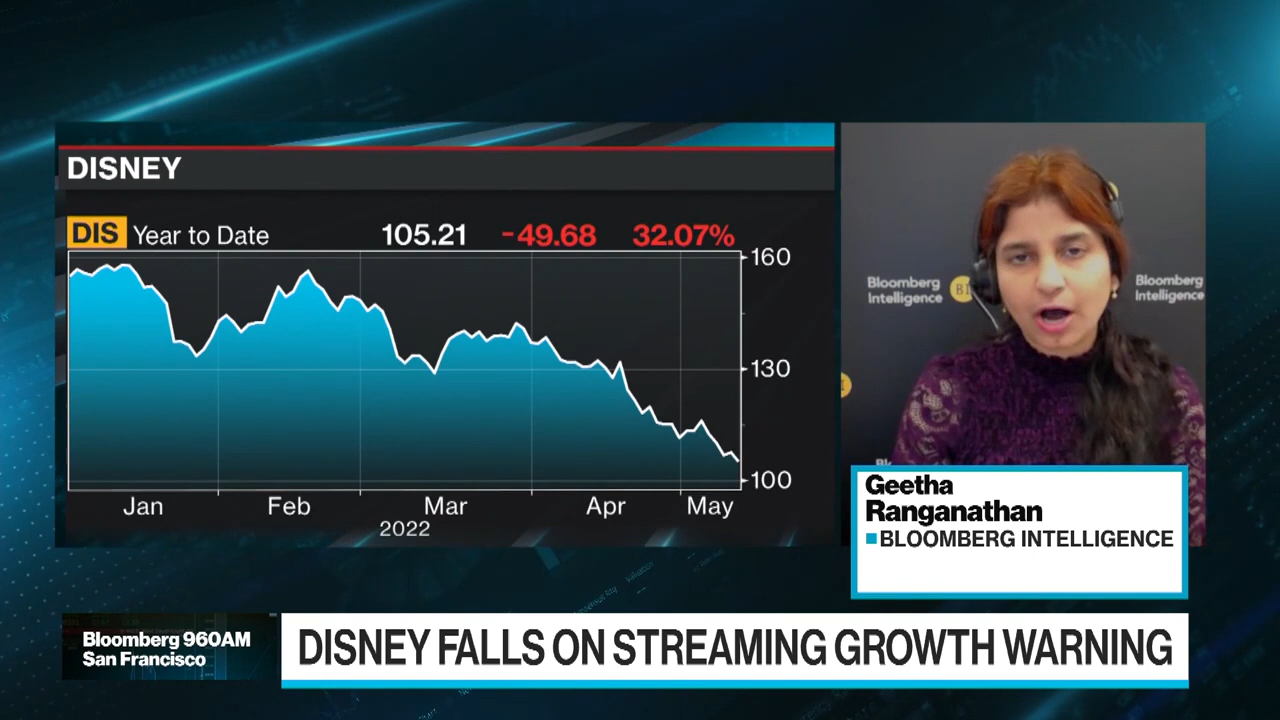 DISNEY
DIS Year to Date 105.21 -49.68 32.07%
160
130
100
Jan Feb Mar Apr May
2022
Bloomberg
Intelligence
BI
Bloomberg
Intelligence
Geetha
Ranganathan
BLOOMBERG INTELLIGENCE
Bloomberg 960AM
San Francisco
DISNEY FALLS ON STREAMING GROWTH WARNING